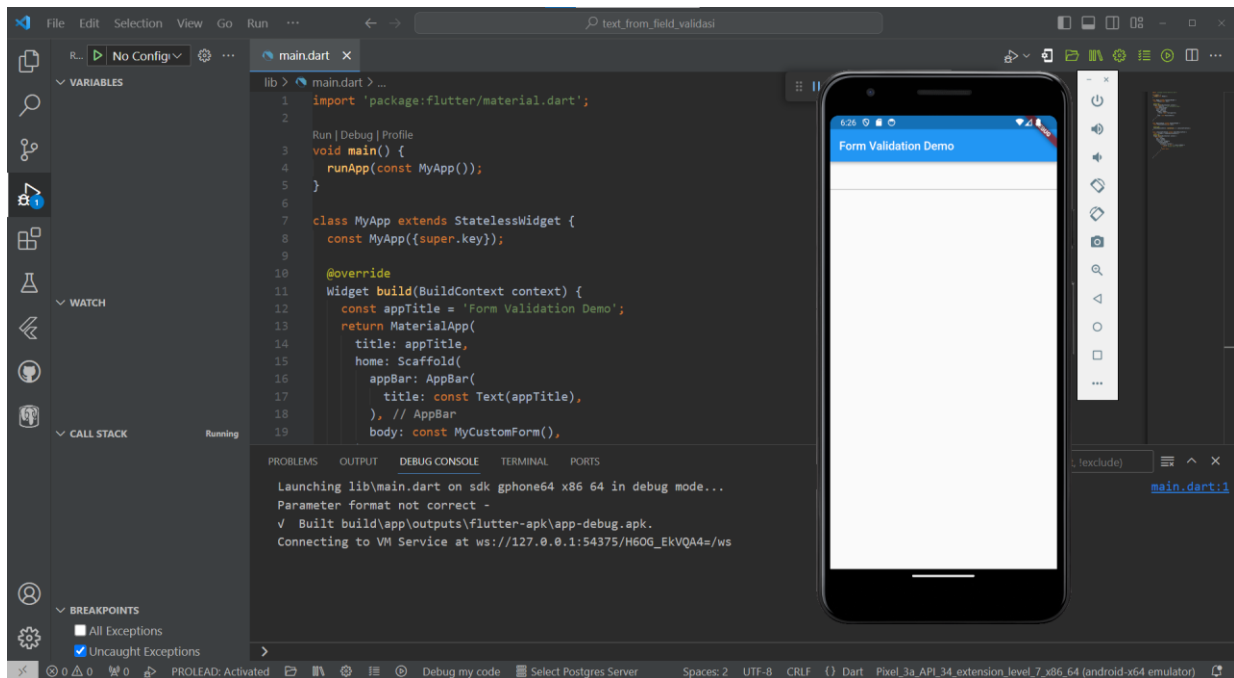 File Edit Selection View Go Run ··· text_from_field_validasi
R... No Config
main.dart
VARIABLES
WATCH
CALL STACK Running
BREAKPOINTS
All Exceptions
Uncaught Exceptions
lib > main.dart > ...
1 import 'package:flutter/material.dart';
2
Run | Debug | Profile
3 void main() {
4 runApp(const MyApp());
5 }
6
7 class MyApp extends StatelessWidget {
8 const MyApp({super.key});
9
10 @override
11 Widget build(BuildContext context) {
12 const appTitle = 'Form Validation Demo';
13 return MaterialApp(
14 title: appTitle,
15 home: Scaffold(
16 appBar: AppBar(
17 title: const Text(appTitle),
18 ), // AppBar
19 body: const MyCustomForm(),
PROBLEMS OUTPUT DEBUG CONSOLE TERMINAL PORTS
, !exclude)
Launching lib\main.dart on sdk gphone64 x86 64 in debug mode...
main.dart:1
Parameter format not correct -
√ Built build\app\outputs\flutter-apk\app-debug.apk.
Connecting to VM Service at ws://127.0.0.1:54375/H6OG_EkVQA4=/ws
>
6:26
DEBUG
Form Validation Demo
1
0 0 0 PROLEAD: Activated Debug my code Select Postgres Server Spaces: 2 UTF-8 CRLF {} Dart Pixel_3a_API_34_extension_level_7_x86_64 (android-x64 emulator)